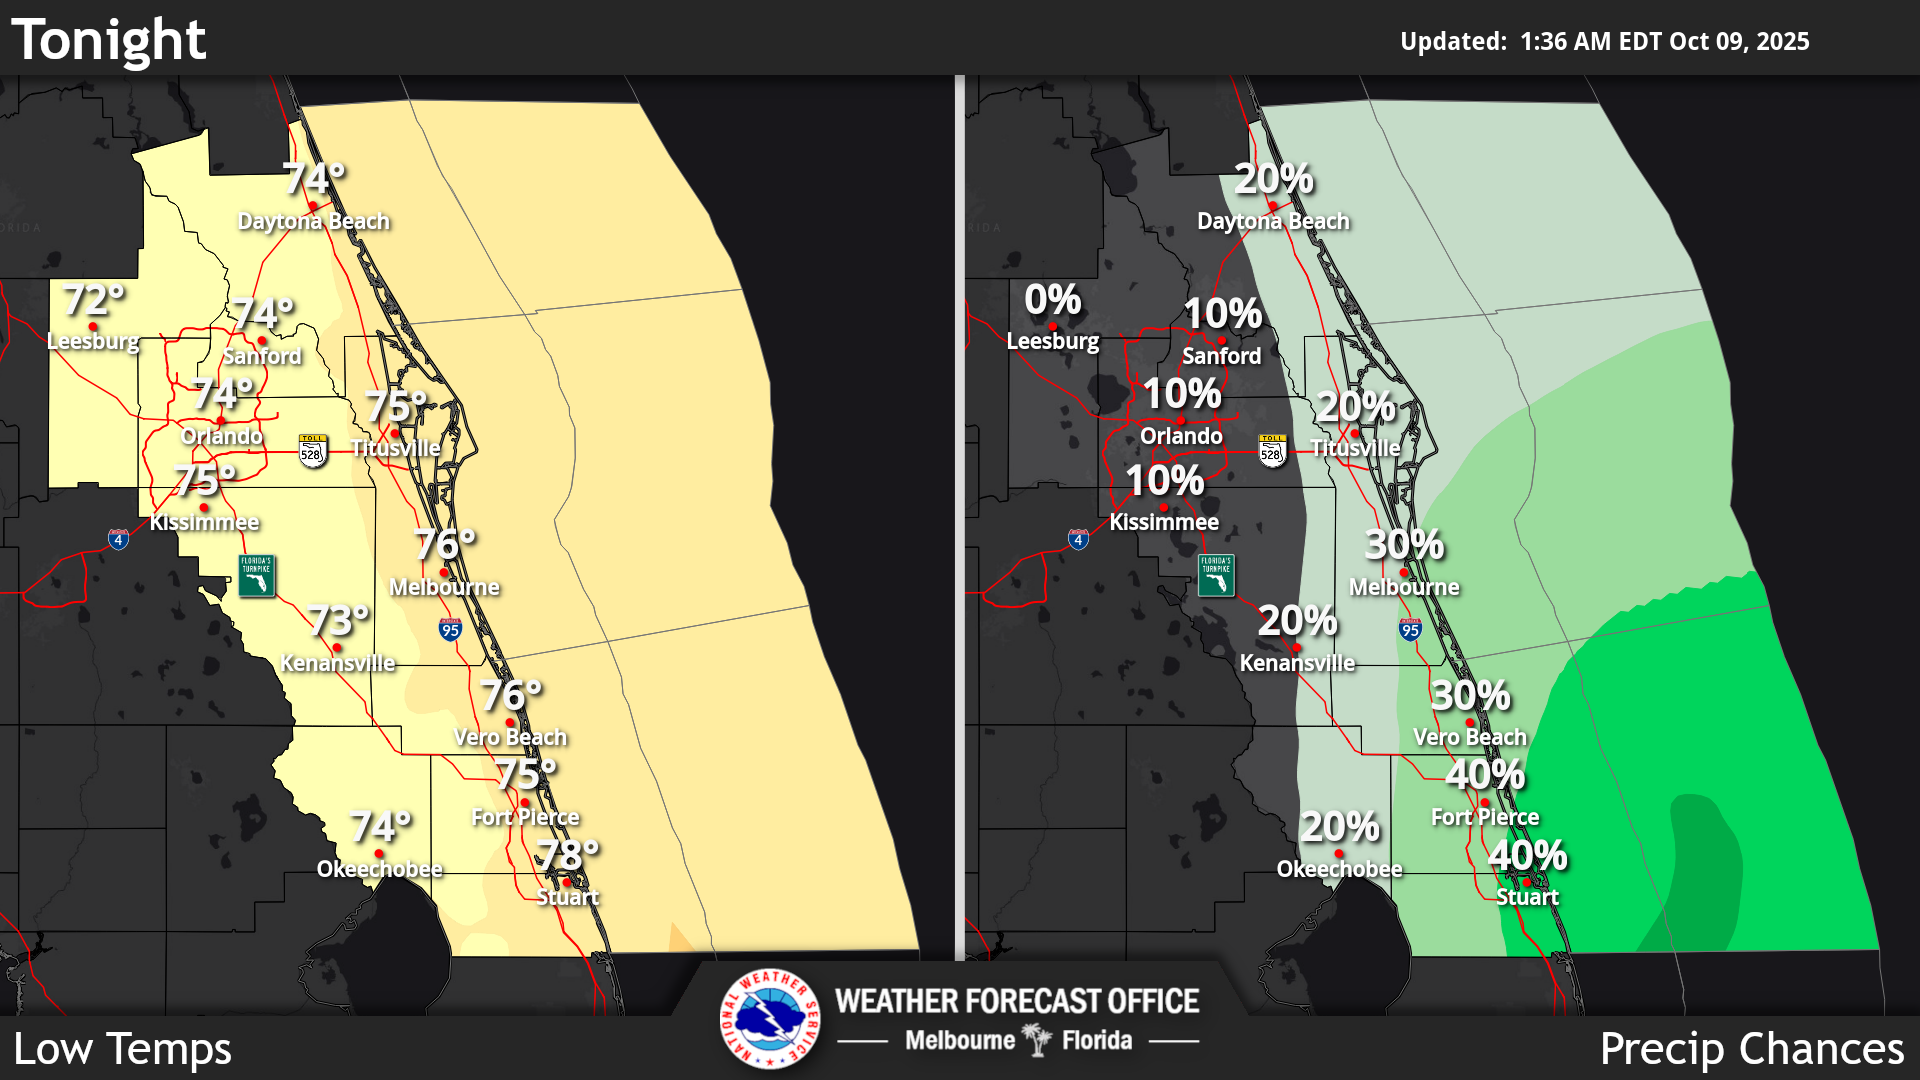 Tonight
Updated: 1:36 AM EDT Oct 09, 2025
74°
Daytona Beach
72°
Leesburg
74°
Sanford
74°
Orlando
75°
Titusville
TOLL
528
75°
Kissimmee
4
FLORIDA'S
TURNPIKE
76°
Melbourne
95
73°
Kenansville
76°
Vero Beach
75°
Fort Pierce
74°
Okeechobee
78°
Stuart
20%
Daytona Beach
0%
Leesburg
10%
Sanford
10%
Orlando
20%
Titusville
TOLL
528
10%
Kissimmee
4
FLORIDA'S
TURNPIKE
30%
Melbourne
95
20%
Kenansville
30%
Vero Beach
40%
Fort Pierce
20%
Okeechobee
40%
Stuart
NATIONAL WEATHER SERVICE
WEATHER FORECAST OFFICE
Melbourne Florida
Low Temps
Precip Chances